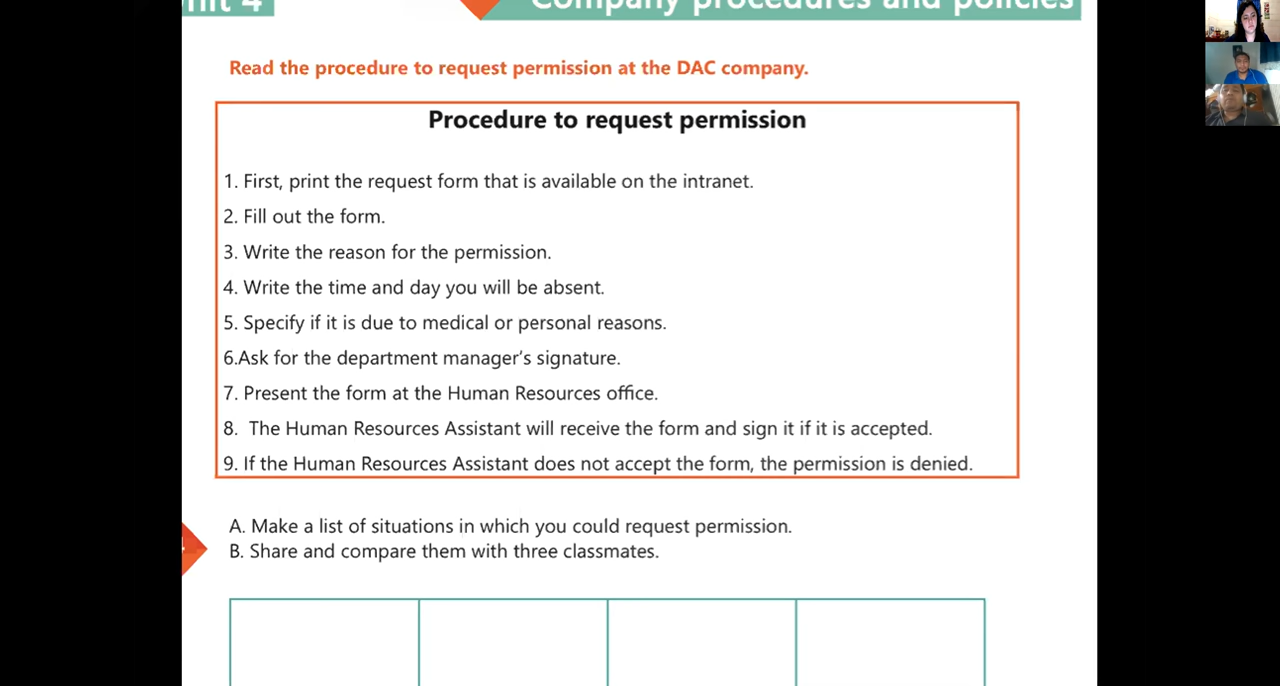 nit 4
Company procedures and policies
Read the procedure to request permission at the DAC company.
Procedure to request permission
1. First, print the request form that is available on the intranet.
2. Fill out the form.
3. Write the reason for the permission.
4. Write the time and day you will be absent.
5. Specify if it is due to medical or personal reasons.
6.Ask for the department manager's signature.
7. Present the form at the Human Resources office.
8.  The Human Resources Assistant will receive the form and sign it if it is accepted.
9. If the Human Resources Assistant does not accept the form, the permission is denied.
A. Make a list of situations in which you could request permission.
B. Share and compare them with three classmates.